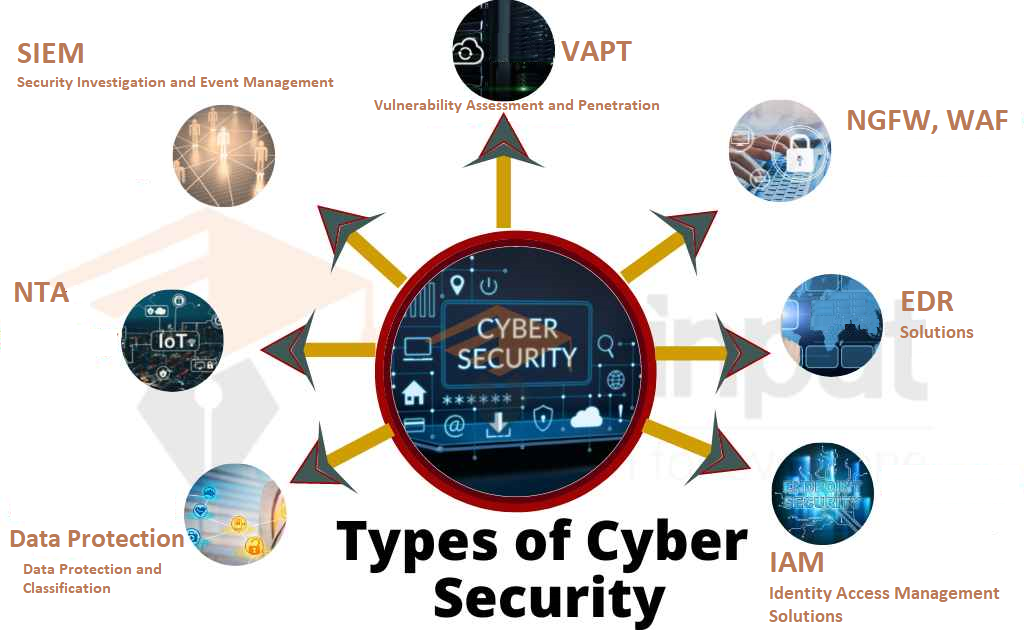 SIEM
Security Investigation and Event Management
VAPT
Vulnerability Assessment and Penetration
NGFW, WAF
NTA
IoT
CYBER
SECURITY
******
@
EDR
Solutions
Data Protection
Data Protection and
Classification
ENDPOINT
SECURITY
IAM
Identity Access Management
Solutions
Types of Cyber
Security